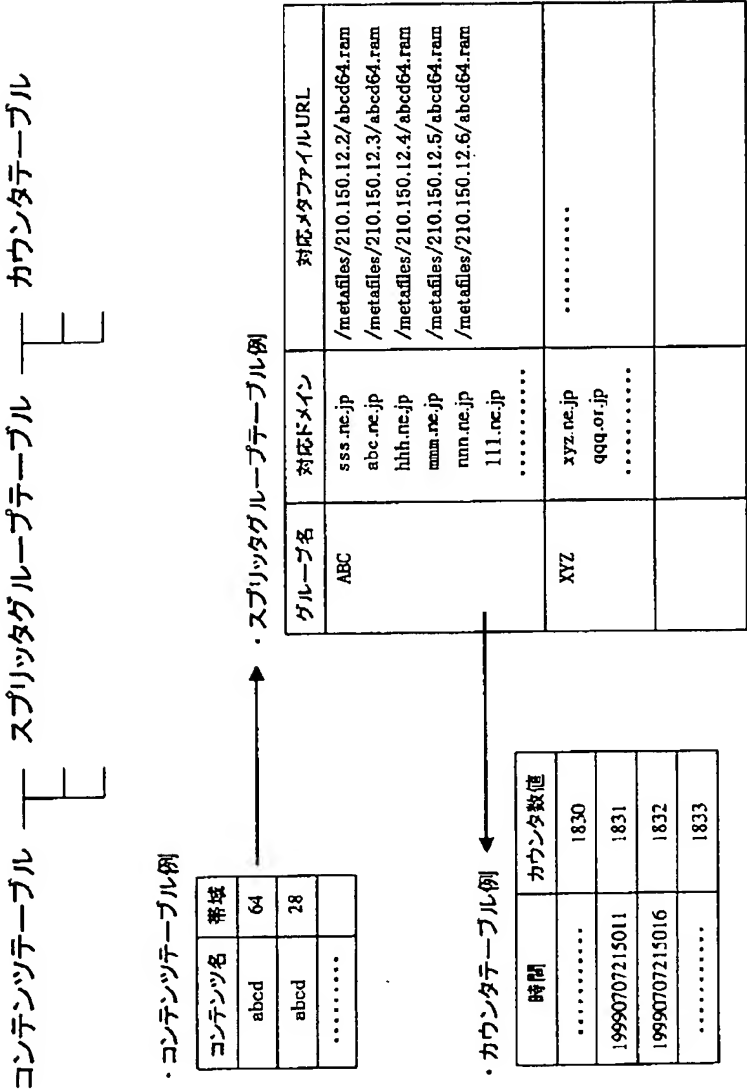 コンテンツテーブル スプリッタグループテーブル カウンタテーブル
・コンテンツテーブル例
コンテンツ名 帯域
abcd 64
abcd 28
.........
・スプリッタグループテーブル例
グループ名 対応ドメイン 対応メタファイルURL
ABC sss.ne.jp /metafiles/210.150.12.2/abcd64.ram
abc.ne.jp /metafiles/210.150.12.3/abcd64.ram
hhh.ne.jp /metafiles/210.150.12.4/abcd64.ram
mmm.ne.jp /metafiles/210.150.12.5/abcd64.ram
nnn.ne.jp /metafiles/210.150.12.6/abcd64.ram
111.ne.jp
............
XYZ xyz.ne.jp ............
qqq.or.jp
............
・カウンタテーブル例
時間 カウンタ数値
............ 1830
19990707215011 1831
19990707215016 1832
............ 1833